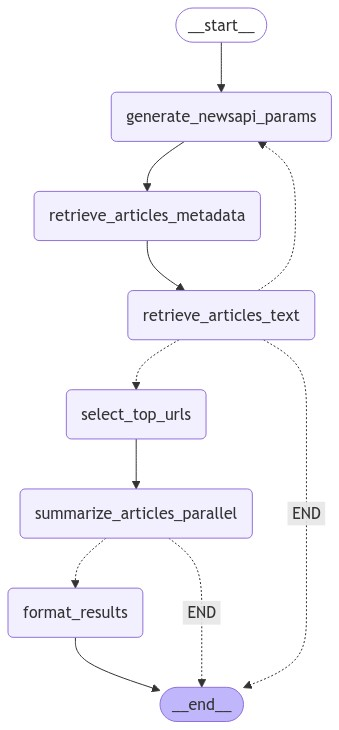 __start__
generate_newsapi_params
retrieve_articles_metadata
retrieve_articles_text
select_top_urls
summarize_articles_parallel
END
format_results
END
__end__